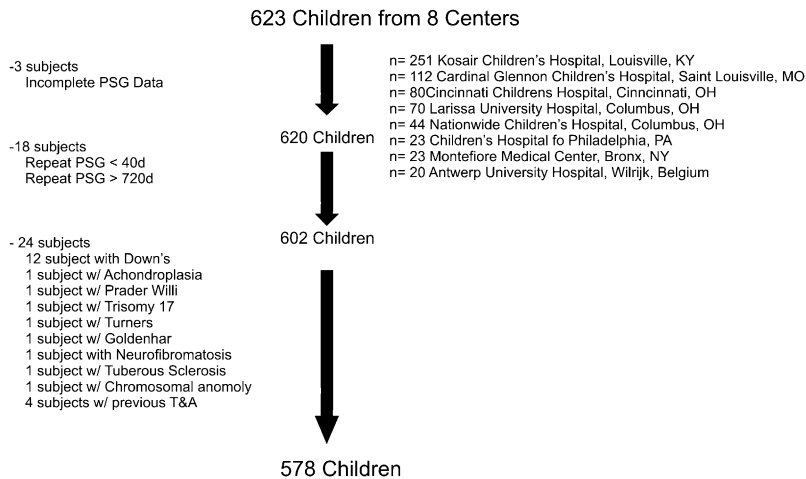 623 Children from 8 Centers
-3 subjects
Incomplete PSG Data
n= 251 Kosair Children's Hospital, Louisville, KY
n= 112 Cardinal Glennon Children's Hospital, Saint Louisville, MO
n= 80Cincinnati Childrens Hospital, Cinncinnati, OH
n= 70 Larissa University Hospital, Columbus, OH
n= 44 Nationwide Children's Hospital, Columbus, OH
n= 23 Children's Hospital fo Philadelphia, PA
n= 23 Montefiore Medical Center, Bronx, NY
n= 20 Antwerp University Hospital, Wilrijk, Belgium
620 Children
-18 subjects
Repeat PSG < 40d
Repeat PSG > 720d
602 Children
- 24 subjects
12 subject with Down's
1 subject w/ Achondroplasia
1 subject w/ Prader Willi
1 subject w/ Trisomy 17
1 subject w/ Turners
1 subject w/ Goldenhar
1 subject with Neurofibromatosis
1 subject w/ Tuberous Sclerosis
1 subject w/ Chromosomal anomoly
4 subjects w/ previous T&A
578 Children